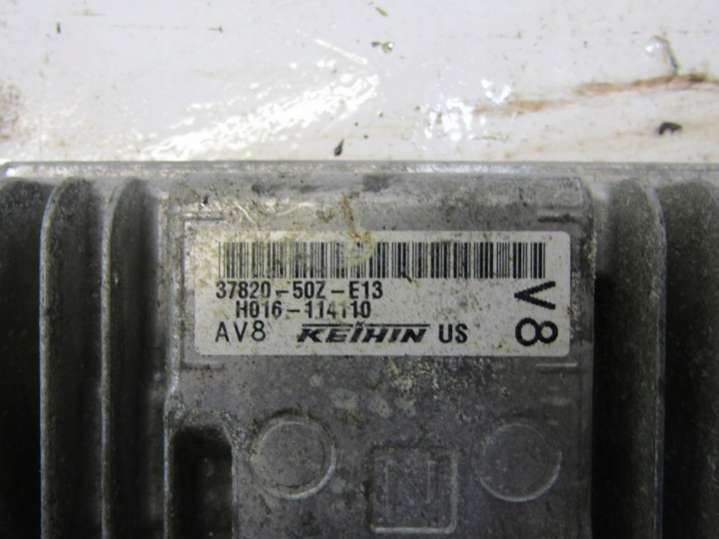 37820-50Z-E13
H016-114110
AV8 KEIHIN US
V8
N